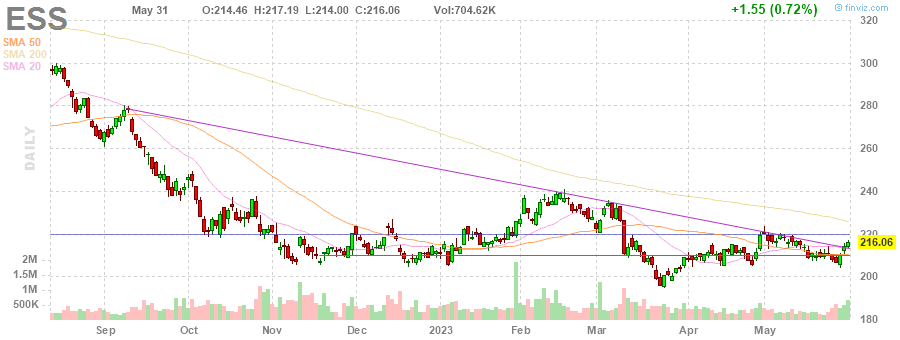 ESS May 31 O:214.46 H:217.19 L:214.00 C:216.06 Vol:704.62K +1.55 (0.72%) © finviz.com
SMA 50
SMA 200
SMA 20
DAILY
320
300
280
260
240
220
216.06
200
180
2M
1.5M
1M
500K
Sep Oct Nov Dec 2023 Feb Mar Apr May